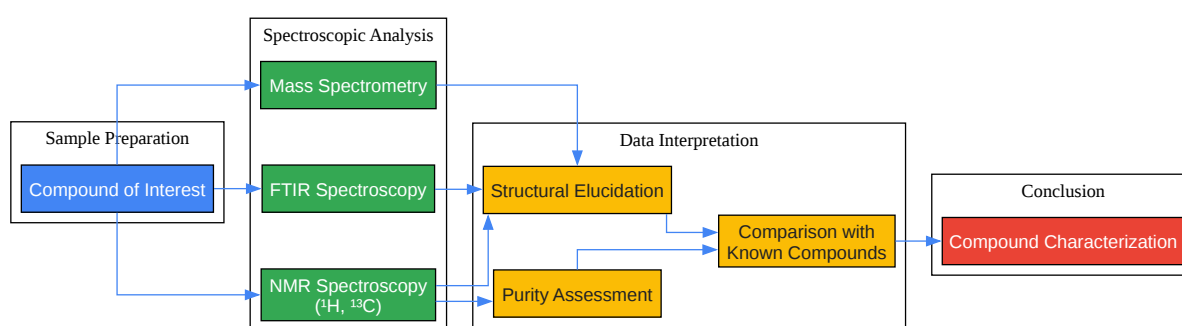 Spectroscopic Analysis
Mass Spectrometry
Sample Preparation
Data Interpretation
Compound of Interest
FTIR Spectroscopy
Structural Elucidation
Conclusion
Comparison with
Known Compounds
Compound Characterization
NMR Spectroscopy
(¹H, ¹³C)
Purity Assessment